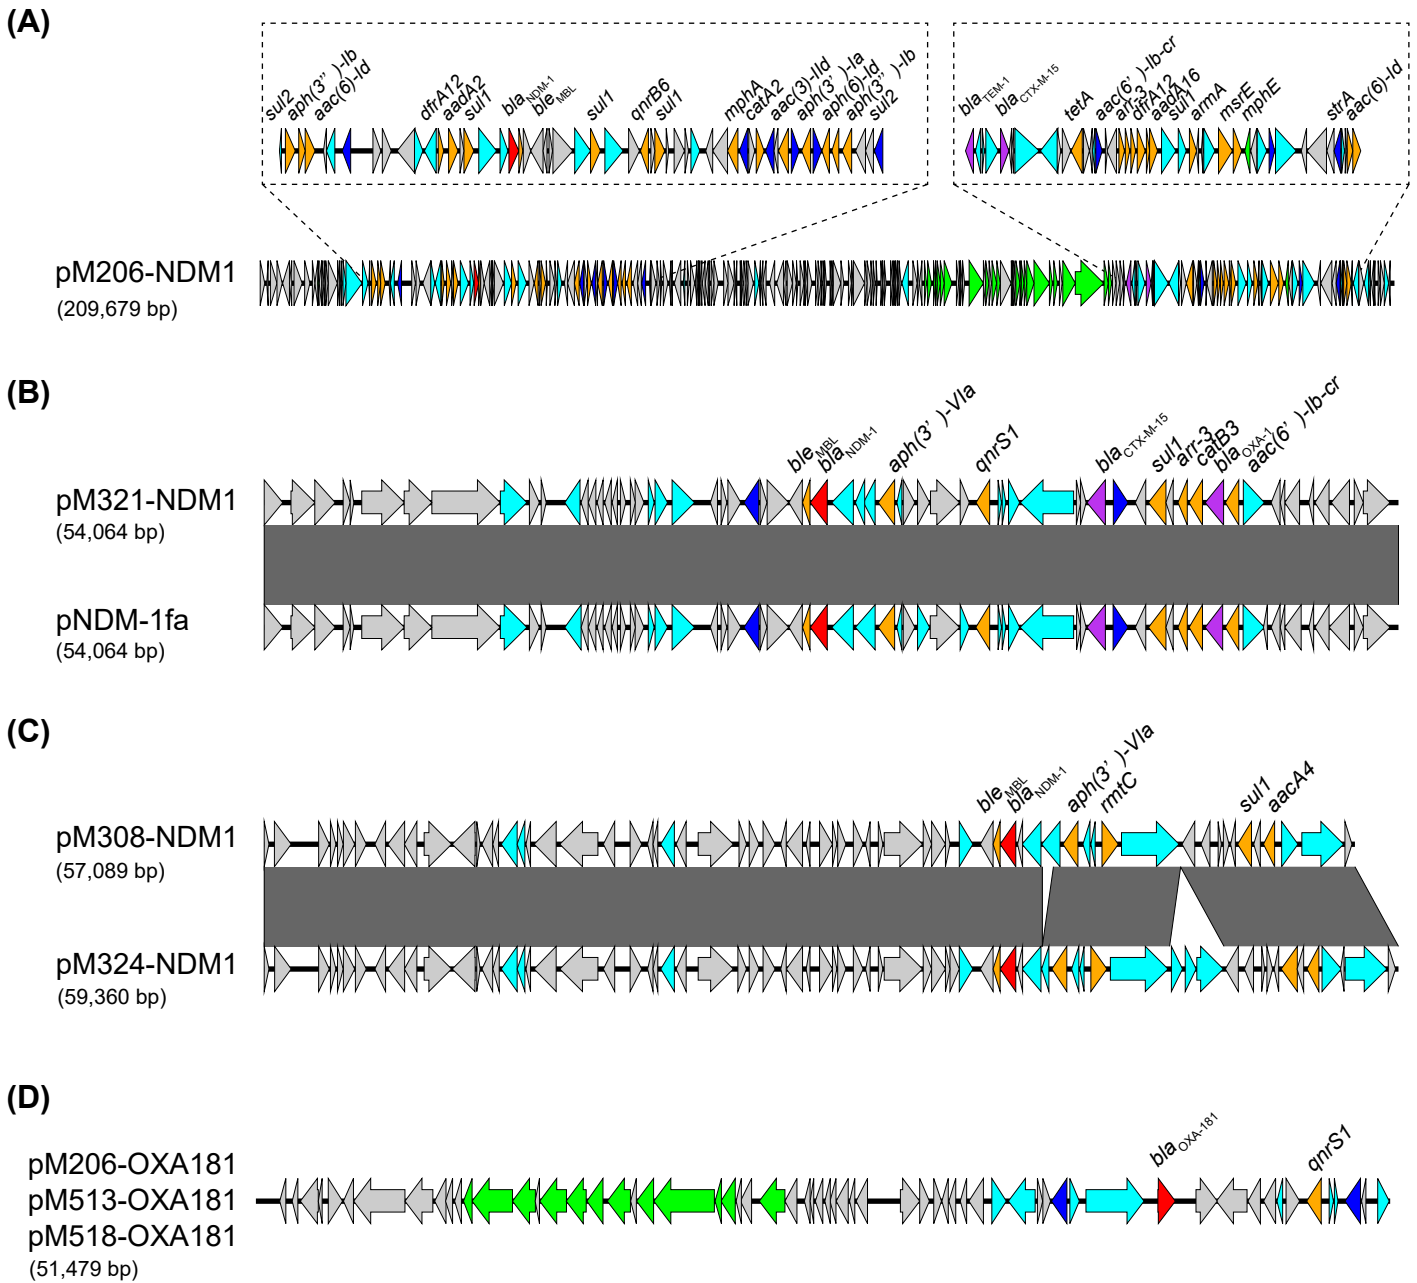 (A)
sul2 aph(3'')-Ib aac(6)-Id dfrA12 aadA2 sul1 blaNDM-1 bleMBL sul1 qnrB6 sul1 mphA catA2 aac(3)-IId aph(3')-Ia aph(6)-Id aph(3'')-Ib sul2
blaTEM-1 blaCTX-M-15 tetA aac(6')-Ib-cr arr-3 dfrA12 aadA16 sul1 armA msrE mphE strA aac(6)-Id
pM206-NDM1
(209,679 bp)
(B)
bleMBL blaNDM-1 aph(3')-VIa qnrS1 blaCTX-M-15 sul1 arr-3 catB3 blaOXA-1 aac(6')-Ib-cr
pM321-NDM1
(54,064 bp)
pNDM-1fa
(54,064 bp)
(C)
bleMBL blaNDM-1 aph(3')-VIa rmtC sul1 aacA4
pM308-NDM1
(57,089 bp)
pM324-NDM1
(59,360 bp)
(D)
blaOXA-181 qnrS1
pM206-OXA181
pM513-OXA181
pM518-OXA181
(51,479 bp)